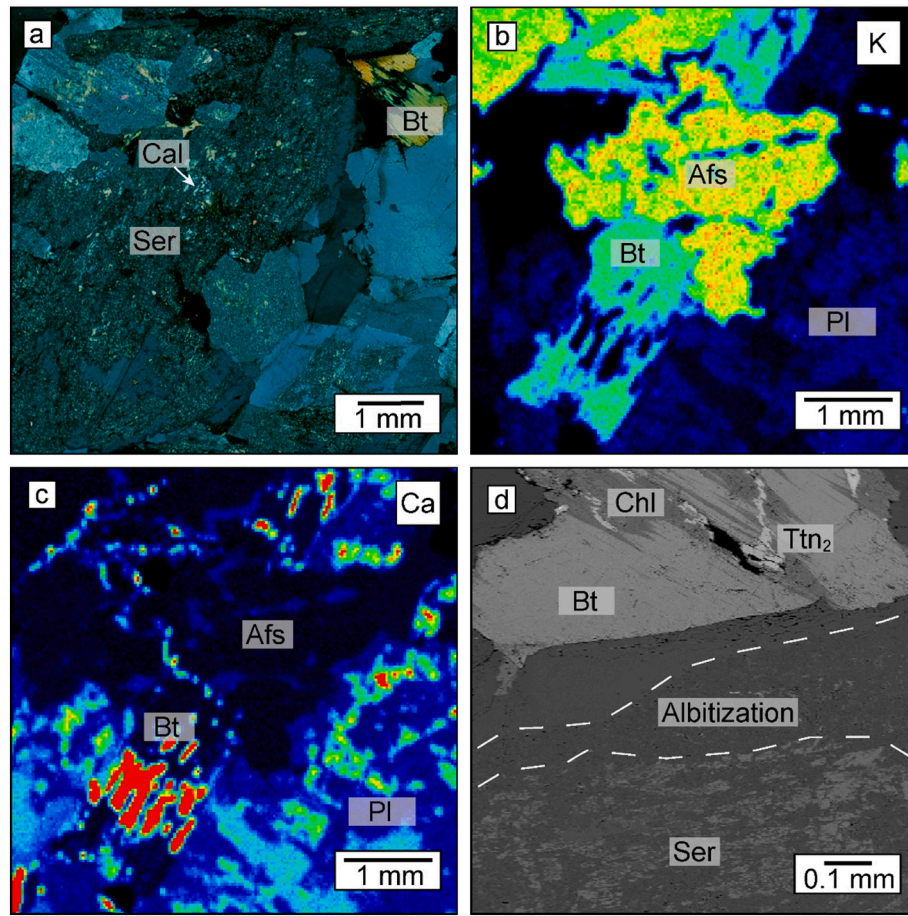 a
Bt
Cal
Ser
1 mm
b
K
Afs
Bt
Pl
1 mm
c
Ca
Afs
Bt
Pl
1 mm
d
Chl
Ttn₂
Bt
Albitization
Ser
0.1 mm